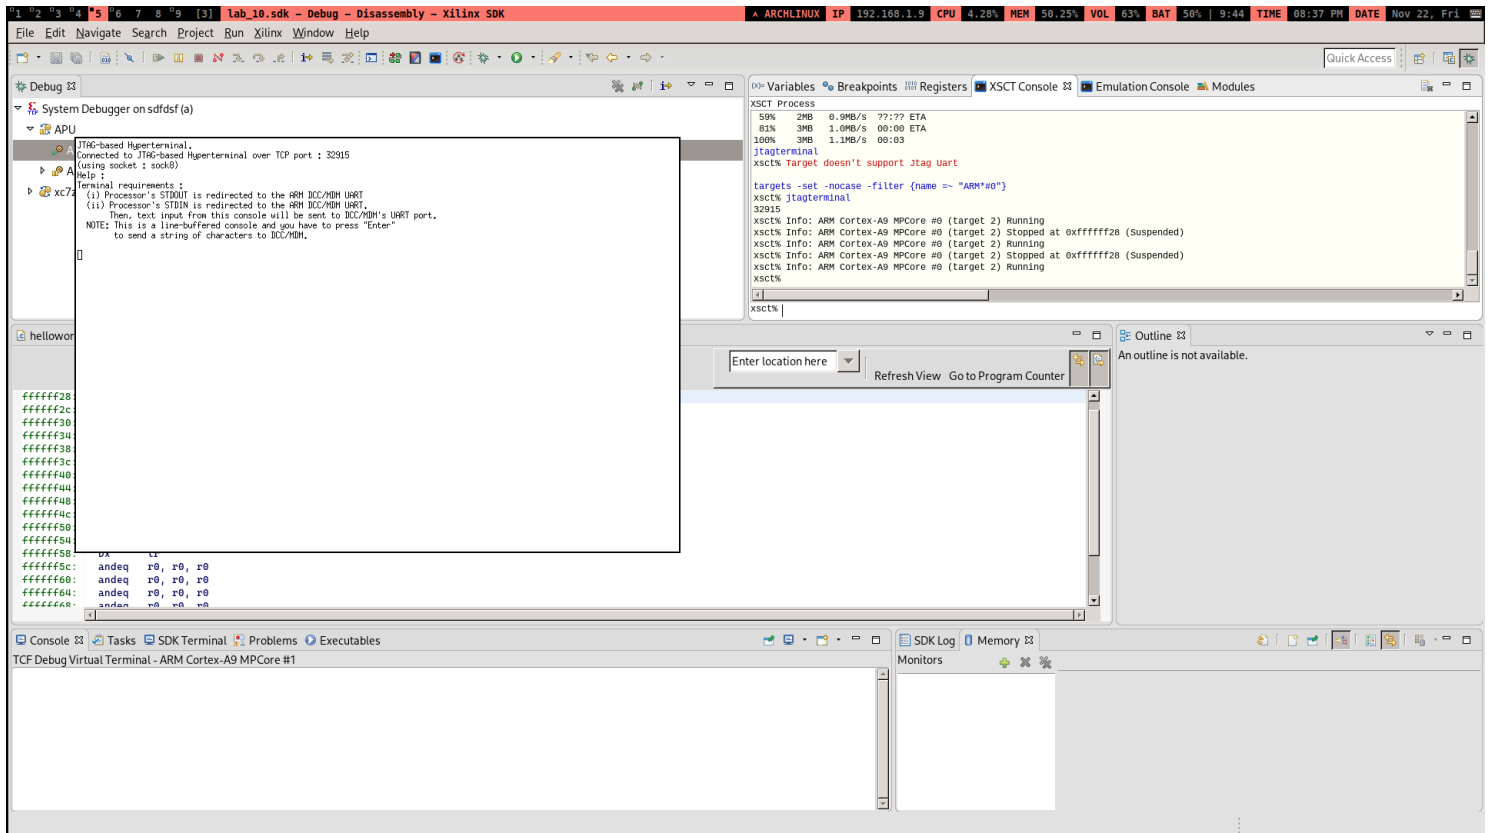 1 2 3 4 5 6 7 8 9 [3] lab_10.sdk - Debug - Disassembly - Xilinx SDK
ARCHLINUX IP 192.168.1.9 CPU 4.28% MEM 50.25% VOL 63% BAT 50% | 9:44 TIME 08:37 PM DATE Nov 22, Fri
File Edit Navigate Search Project Run Xilinx Window Help
Quick Access
Debug
System Debugger on sdfdsf (a)
APU
A
A
xc7z
JTAG-based Hyperterminal.
Connected to JTAG-based Hyperterminal over TCP port : 32915
(using socket : sock8)
Help :
Terminal requirements :
(i) Processor's STDOUT is redirected to the ARM DCC/MDM UART
(ii) Processor's STDIN is redirected to the ARM DCC/MDM UART.
Then, text input from this console will be sent to DCC/MDM's UART port.
NOTE: This is a line-buffered console and you have to press "Enter"
to send a string of characters to DCC/MDM.
Variables Breakpoints Registers XSCT Console Emulation Console Modules
XSCT Process
59% 2MB 0.9MB/s ??:?? ETA
81% 3MB 1.0MB/s 00:00 ETA
100% 3MB 1.1MB/s 00:03
jtagterminal
xsct% Target doesn't support Jtag Uart
targets -set -nocase -filter {name =~ "ARM*#0"}
xsct% jtagterminal
32915
xsct% Info: ARM Cortex-A9 MPCore #0 (target 2) Running
xsct% Info: ARM Cortex-A9 MPCore #0 (target 2) Stopped at 0xffffff28 (Suspended)
xsct% Info: ARM Cortex-A9 MPCore #0 (target 2) Running
xsct% Info: ARM Cortex-A9 MPCore #0 (target 2) Stopped at 0xffffff28 (Suspended)
xsct% Info: ARM Cortex-A9 MPCore #0 (target 2) Running
xsct%
xsct%
hellowor
Enter location here
Refresh View Go to Program Counter
ffffff28:
ffffff2c:
ffffff30:
ffffff34:
ffffff38:
ffffff3c:
ffffff40:
ffffff44:
ffffff48:
ffffff4c:
ffffff50:
ffffff54:
ffffff58: bx lr
ffffff5c: andeq r0, r0, r0
ffffff60: andeq r0, r0, r0
ffffff64: andeq r0, r0, r0
ffffff68: andeq r0, r0, r0
Outline
An outline is not available.
Console Tasks SDK Terminal Problems Executables
TCF Debug Virtual Terminal - ARM Cortex-A9 MPCore #1
SDK Log Memory
Monitors